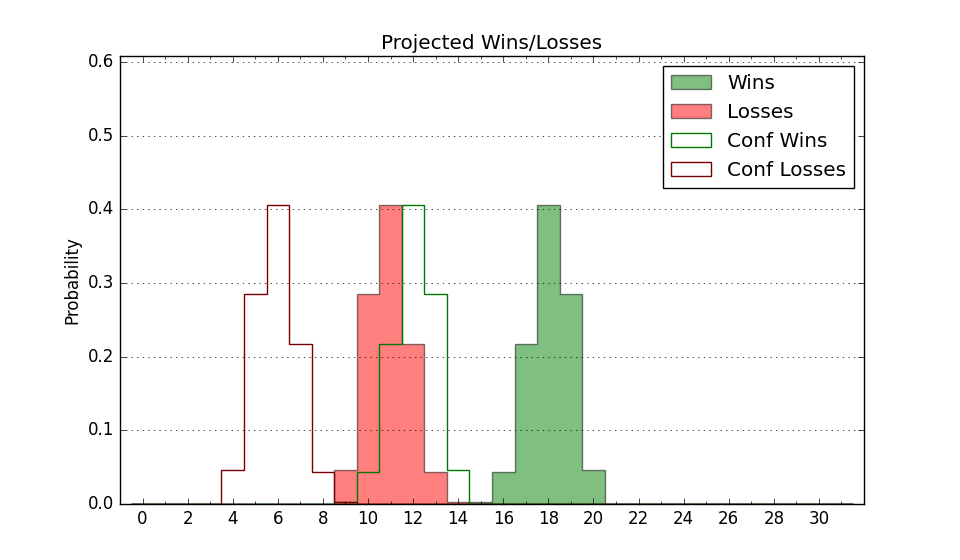 Projected Wins/Losses
0.6
0.5
0.4
0.3
0.2
0.1
0.0
Probability
Wins
Losses
Conf Wins
Conf Losses
0 2 4 6 8 10 12 14 16 18 20 22 24 26 28 30